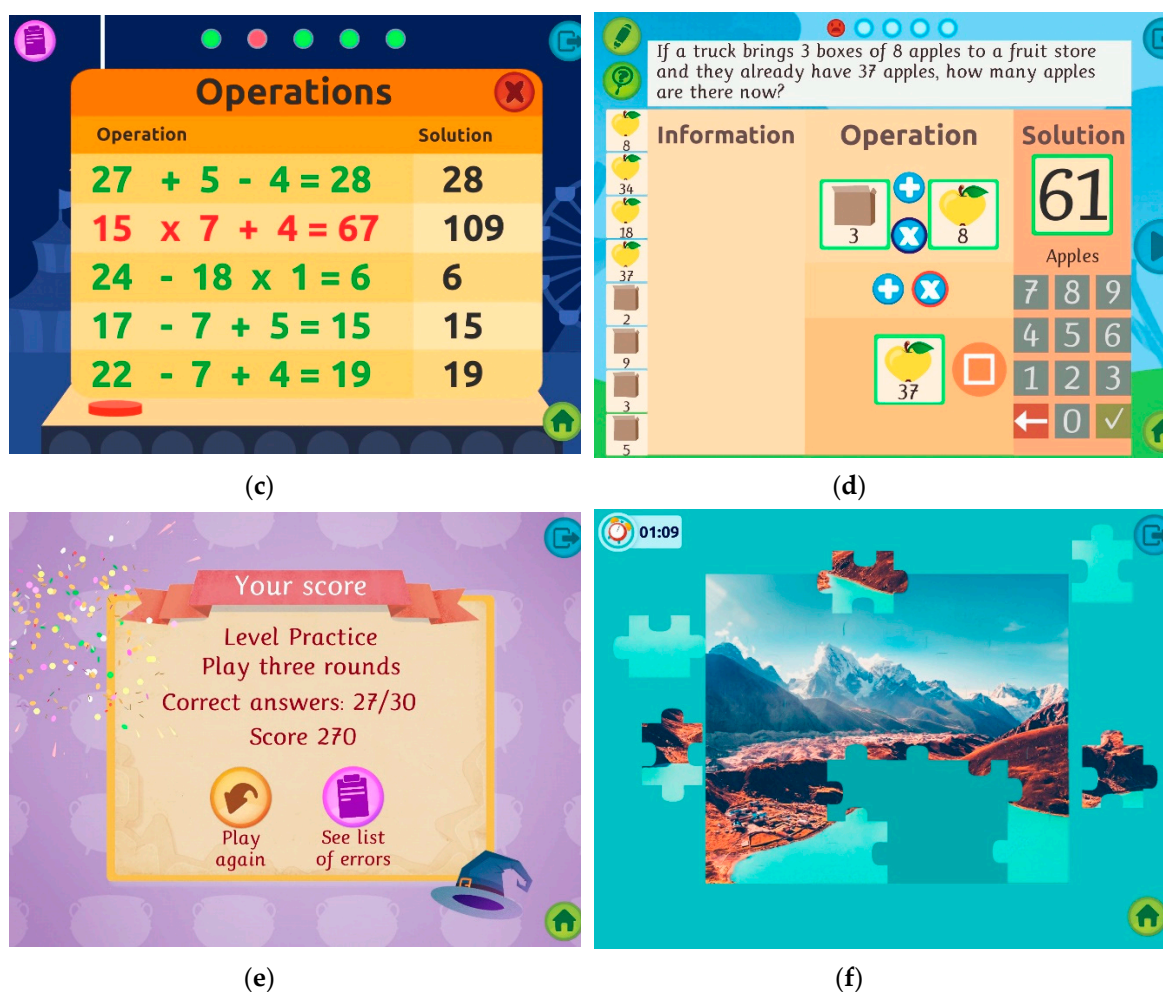 Operations
Operation Solution
27 + 5 - 4 = 28 28
15 x 7 + 4 = 67 109
24 - 18 x 1 = 6 6
17 - 7 + 5 = 15 15
22 - 7 + 4 = 19 19
(c)
If a truck brings 3 boxes of 8 apples to a fruit store
and they already have 37 apples, how many apples
are there now?
8
34
18
37
2
9
3
5
Information
Operation
3
+
x
8
+ x
37
Solution
61
Apples
7 8 9
4 5 6
1 2 3
0
(d)
Your score
Level Practice
Play three rounds
Correct answers: 27/30
Score 270
Play
again
See list
of errors
(e)
01:09
(f)